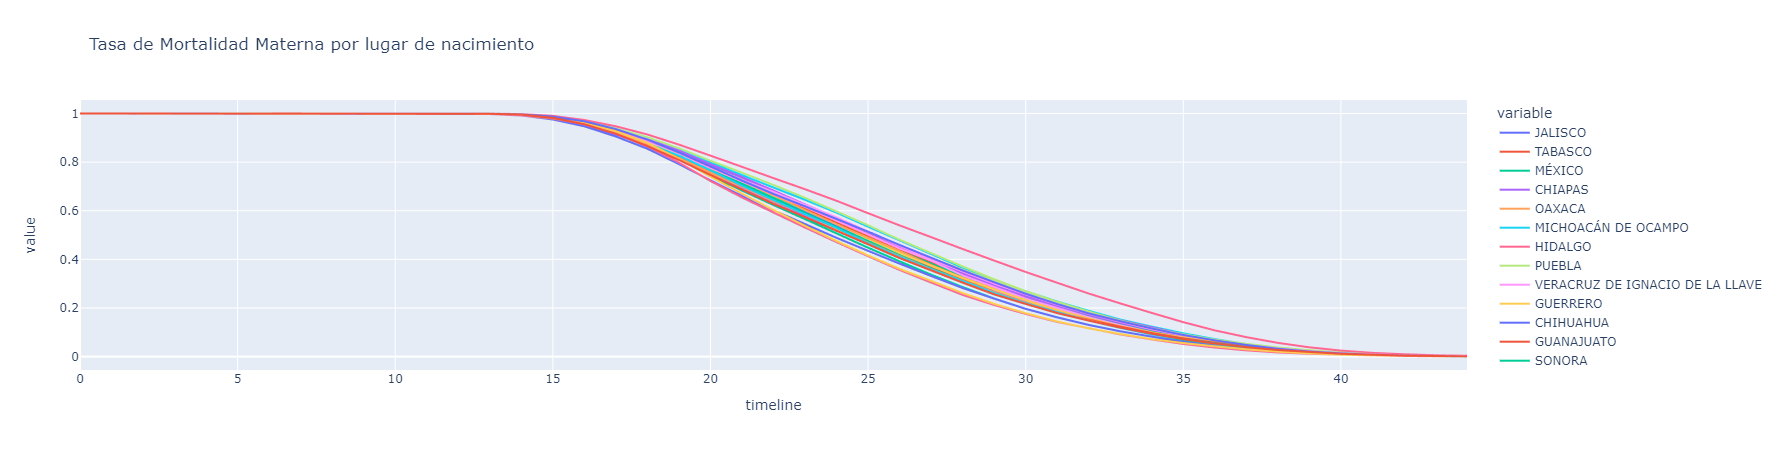 Tasa de Mortalidad Materna por lugar de nacimiento
value
1
0.8
0.6
0.4
0.2
0
0 5 10 15 20 25 30 35 40
timeline
variable
JALISCO
TABASCO
MÉXICO
CHIAPAS
OAXACA
MICHOACÁN DE OCAMPO
HIDALGO
PUEBLA
VERACRUZ DE IGNACIO DE LA LLAVE
GUERRERO
CHIHUAHUA
GUANAJUATO
SONORA